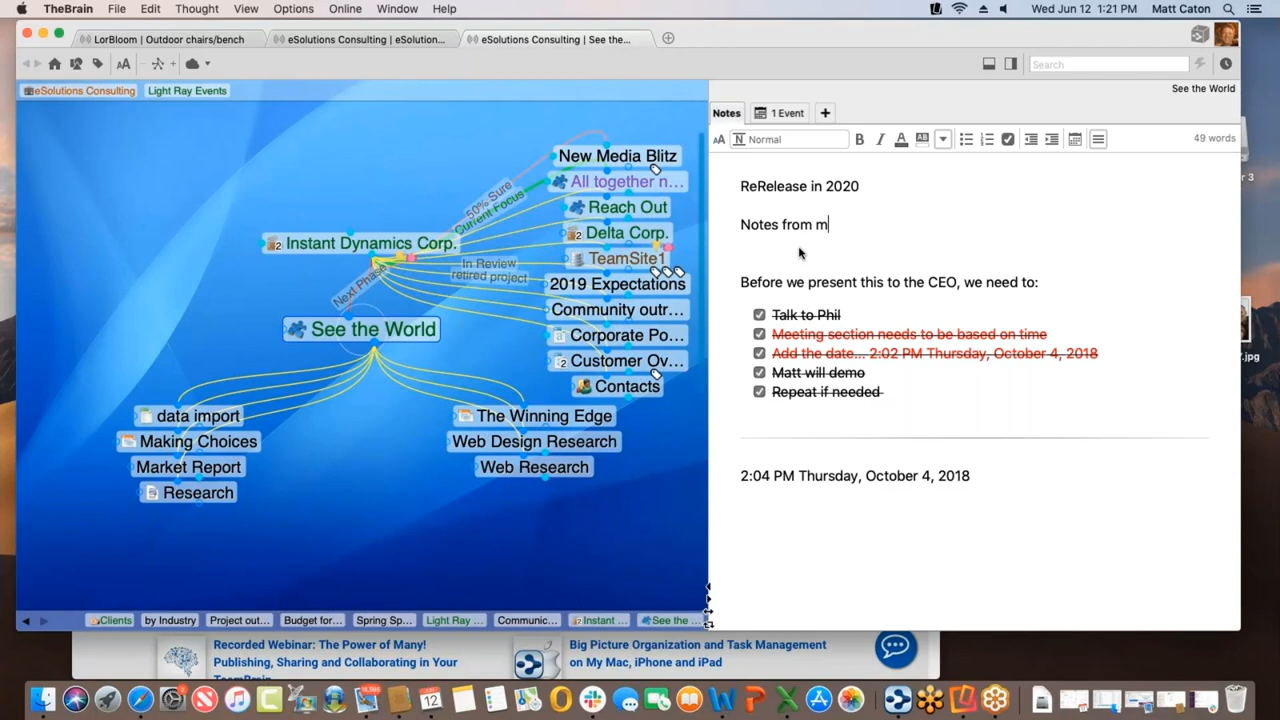 TheBrain File Edit Thought View Options Online Window Help Wed Jun 12 1:21 PM Matt Caton
LorBloom | Outdoor chairs/bench
eSolutions Consulting | eSolution...
eSolutions Consulting | See the...
AA
Search
eSolutions Consulting
Light Ray Events
New Media Blitz
All together n...
Reach Out
Delta Corp.
TeamSite1
2019 Expectations
Community outr...
Corporate Po...
2 Customer Ov...
Contacts
50% Sure
Current Focus
In Review
retired project
2 Instant Dynamics Corp.
Next Phase
See the World
data import
Making Choices
Market Report
Research
The Winning Edge
Web Design Research
Web Research
Clients
by Industry
Project out...
Budget for...
Spring Sp...
Light Ray ...
Communic...
Instant ...
See the ...
See the World
Notes
1 Event
+
AA N Normal B I A AB
49 words
ReRelease in 2020
Notes from m
Before we present this to the CEO, we need to:
Talk to Phil
Meeting section needs to be based on time
Add the date... 2:02 PM Thursday, October 4, 2018
Matt will demo
Repeat if needed
2:04 PM Thursday, October 4, 2018
Recorded Webinar: The Power of Many!
Publishing, Sharing and Collaborating in Your
Big Picture Organization and Task Management
on My Mac, iPhone and iPad